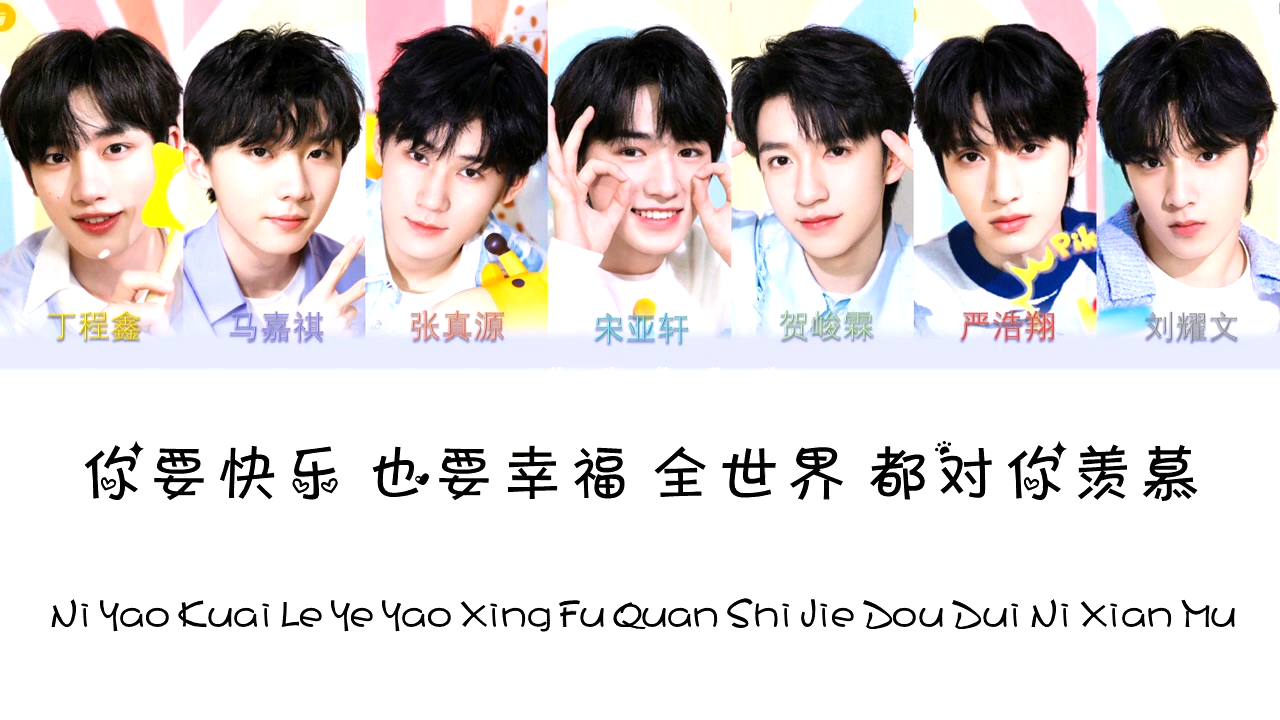 丁程鑫 马嘉祺 张真源 宋亚轩 贺峻霖 严浩翔 刘耀文
你要快乐 也要幸福 全世界 都对你羡慕
Ni Yao Kuai Le Ye Yao Xing Fu Quan Shi Jie Dou Dui Ni Xian Mu